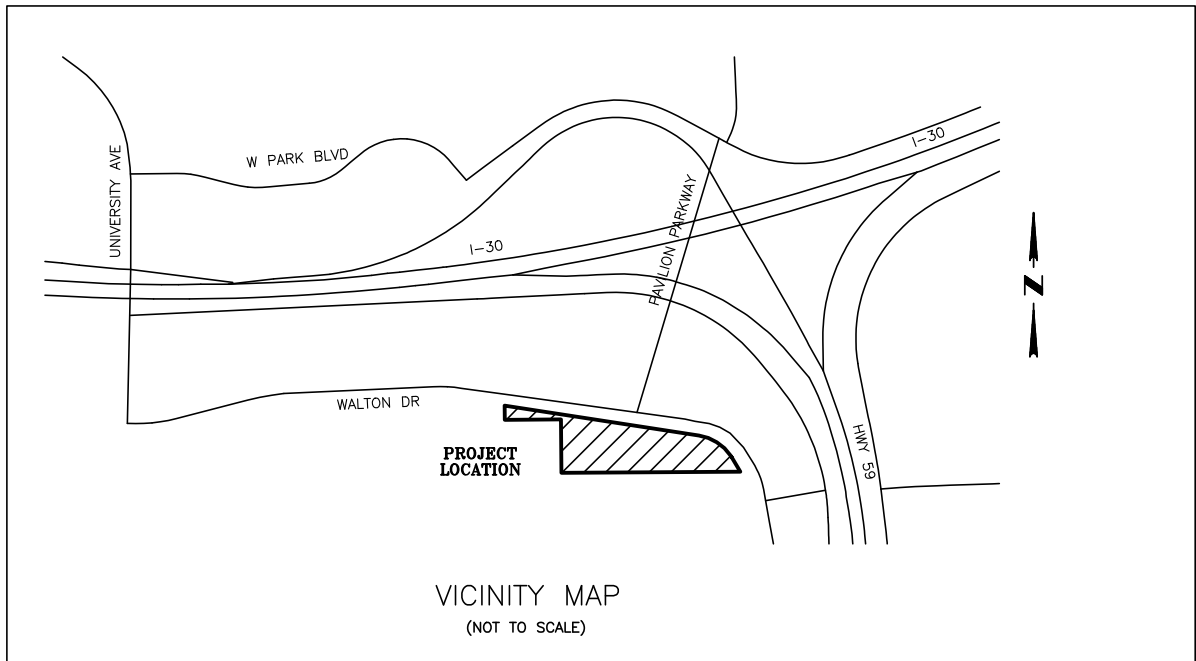 I-30
W PARK BLVD
UNIVERSITY AVE
PAVILION PARKWAY
I-30
N
WALTON DR
HWY 59
PROJECT
LOCATION
VICINITY MAP
(NOT TO SCALE)